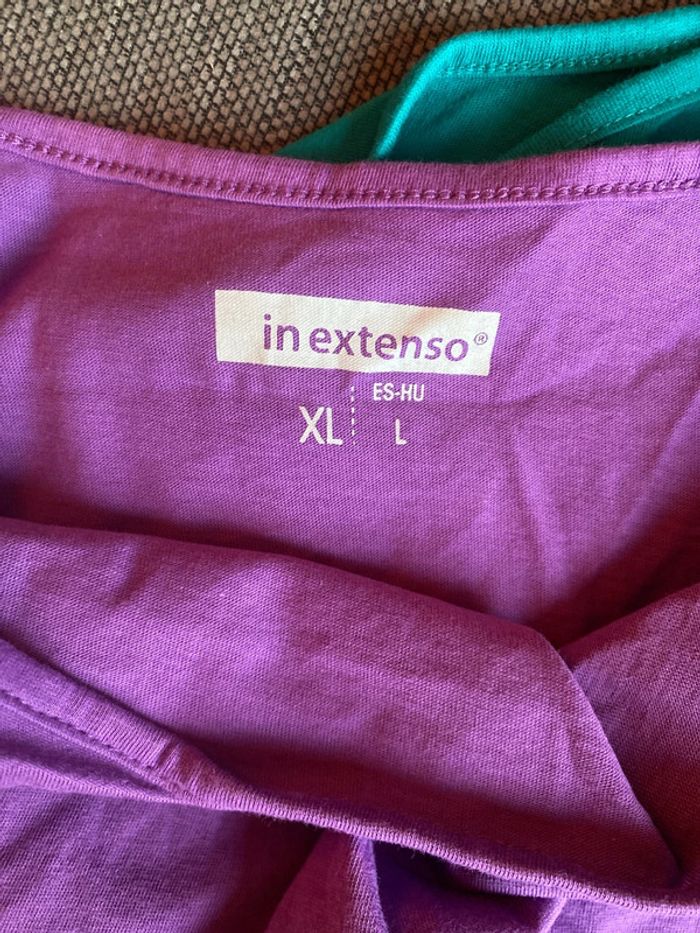 in extenso®
ES-HU
XL L